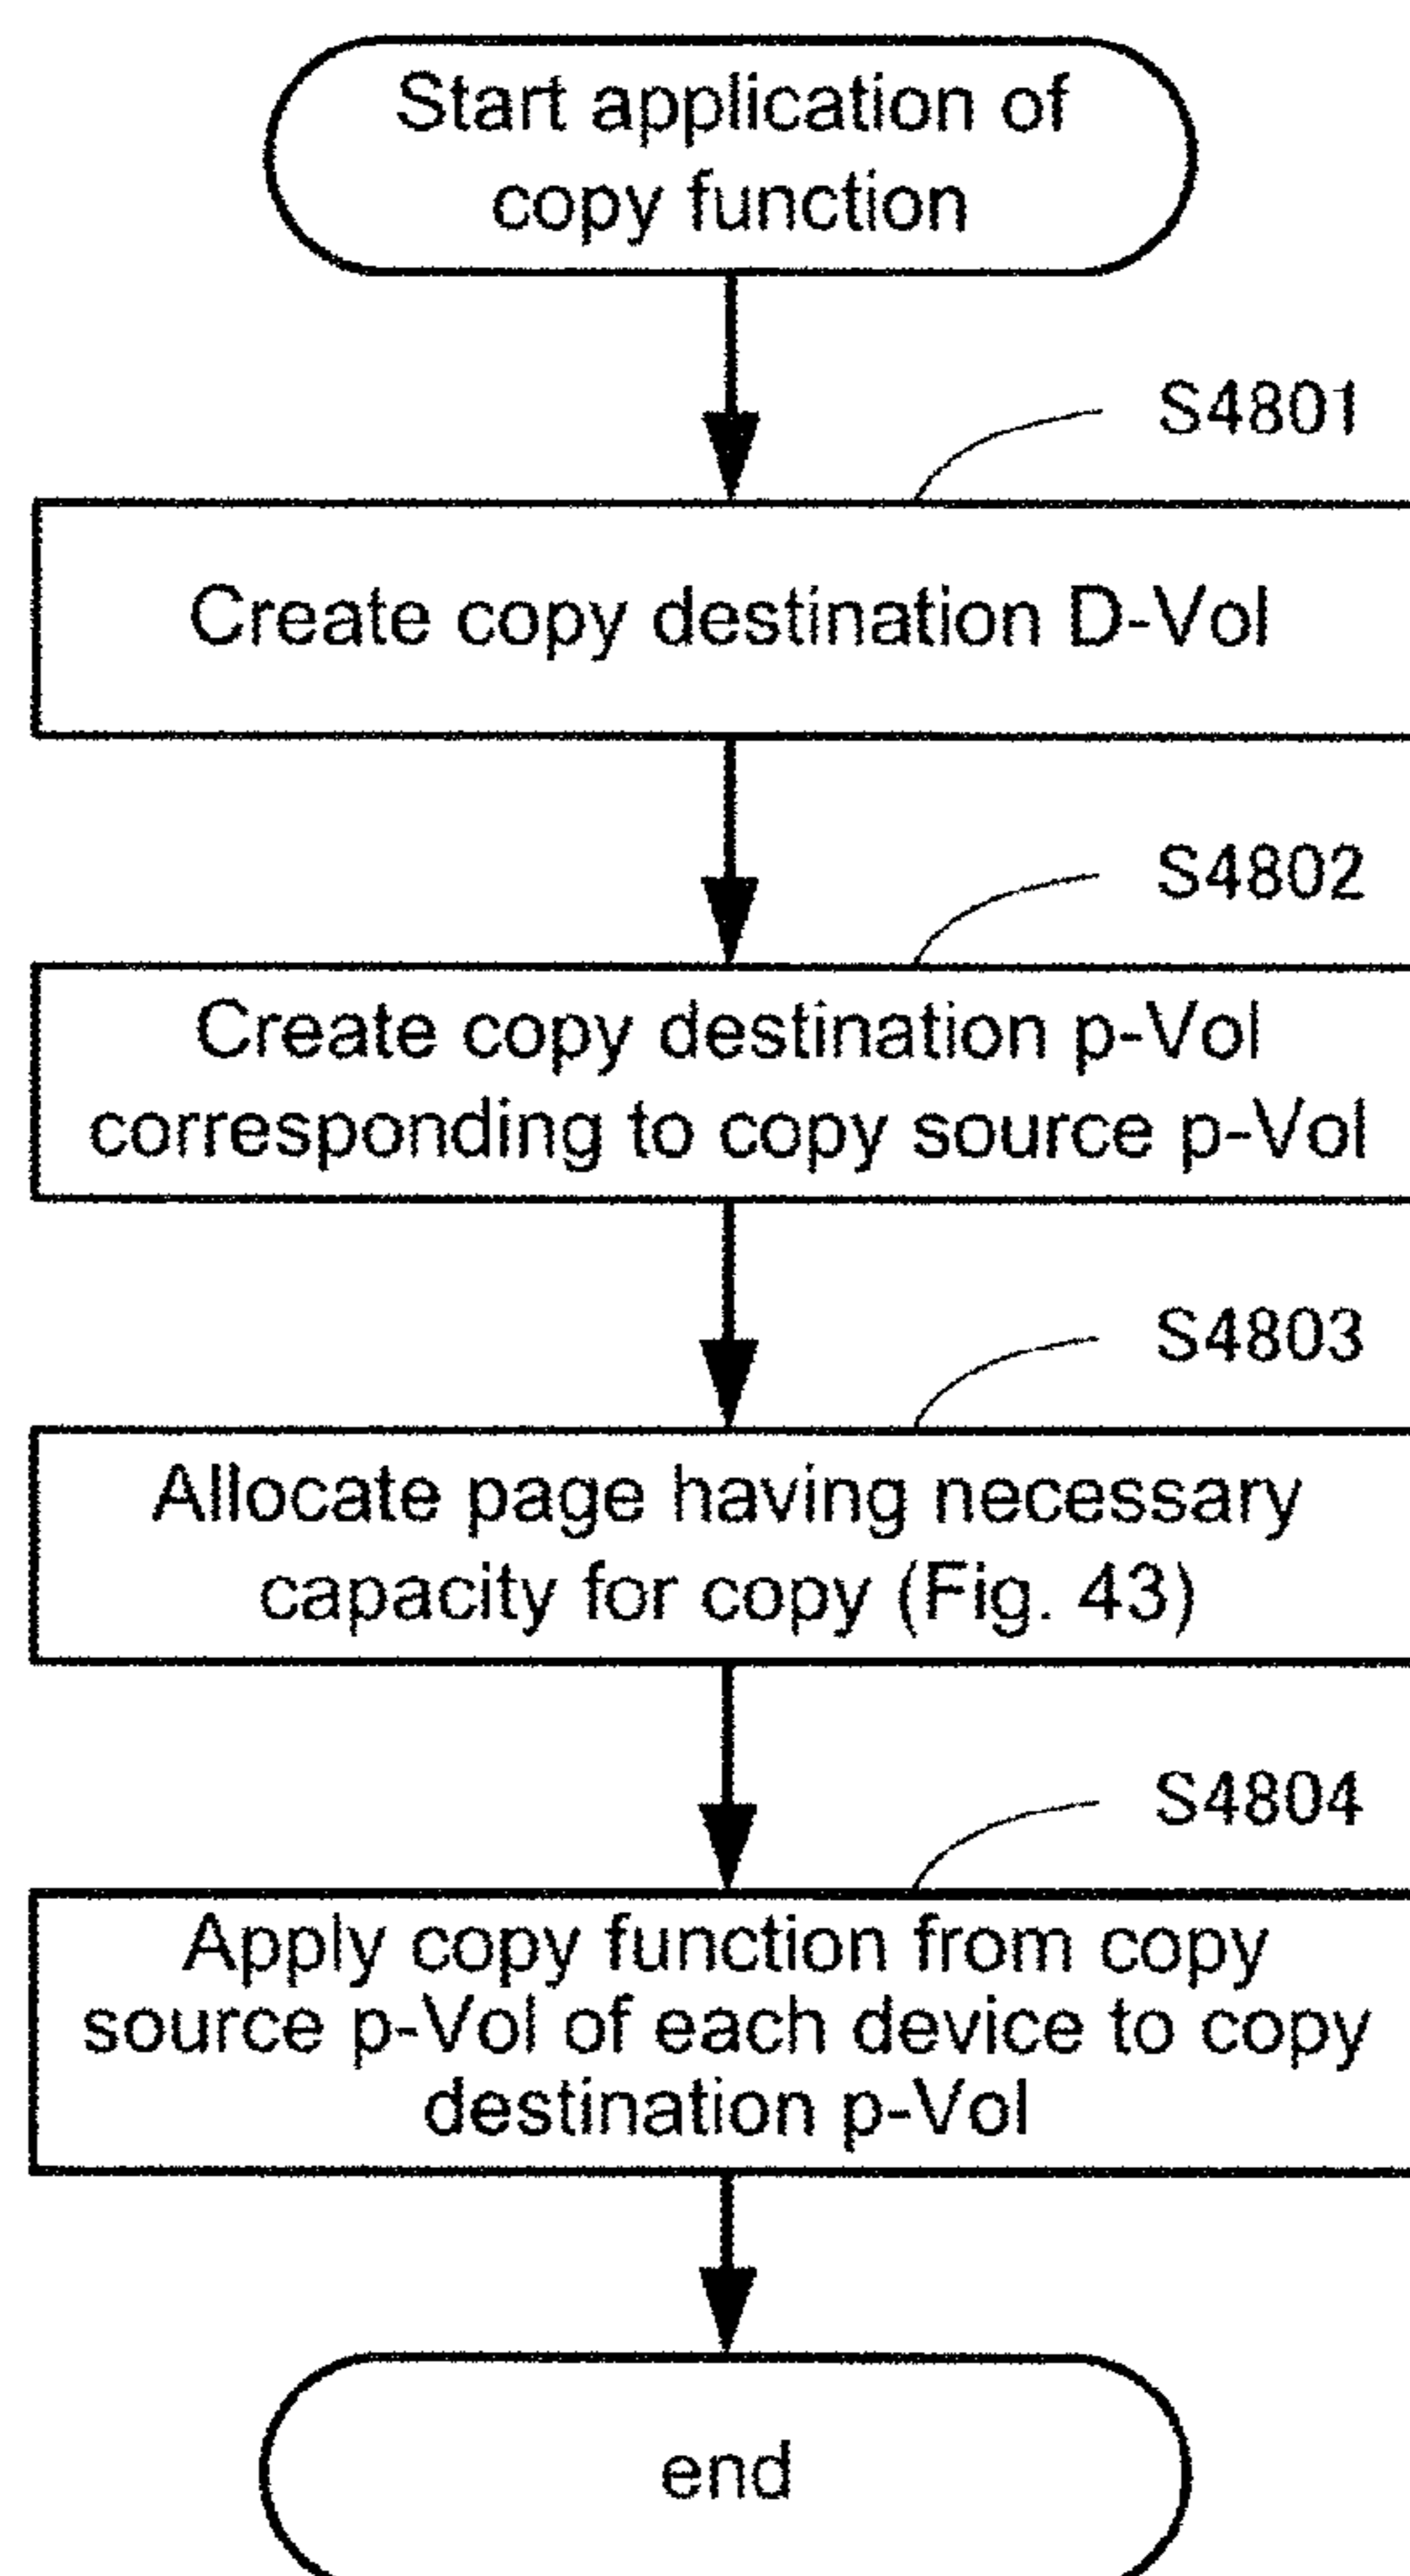 Start application of
copy function
S4801
Create copy destination D-Vol
S4802
Create copy destination p-Vol
corresponding to copy source p-Vol
S4803
Allocate page having necessary
capacity for copy (Fig. 43)
S4804
Apply copy function from copy
source p-Vol of each device to copy
destination p-Vol
end